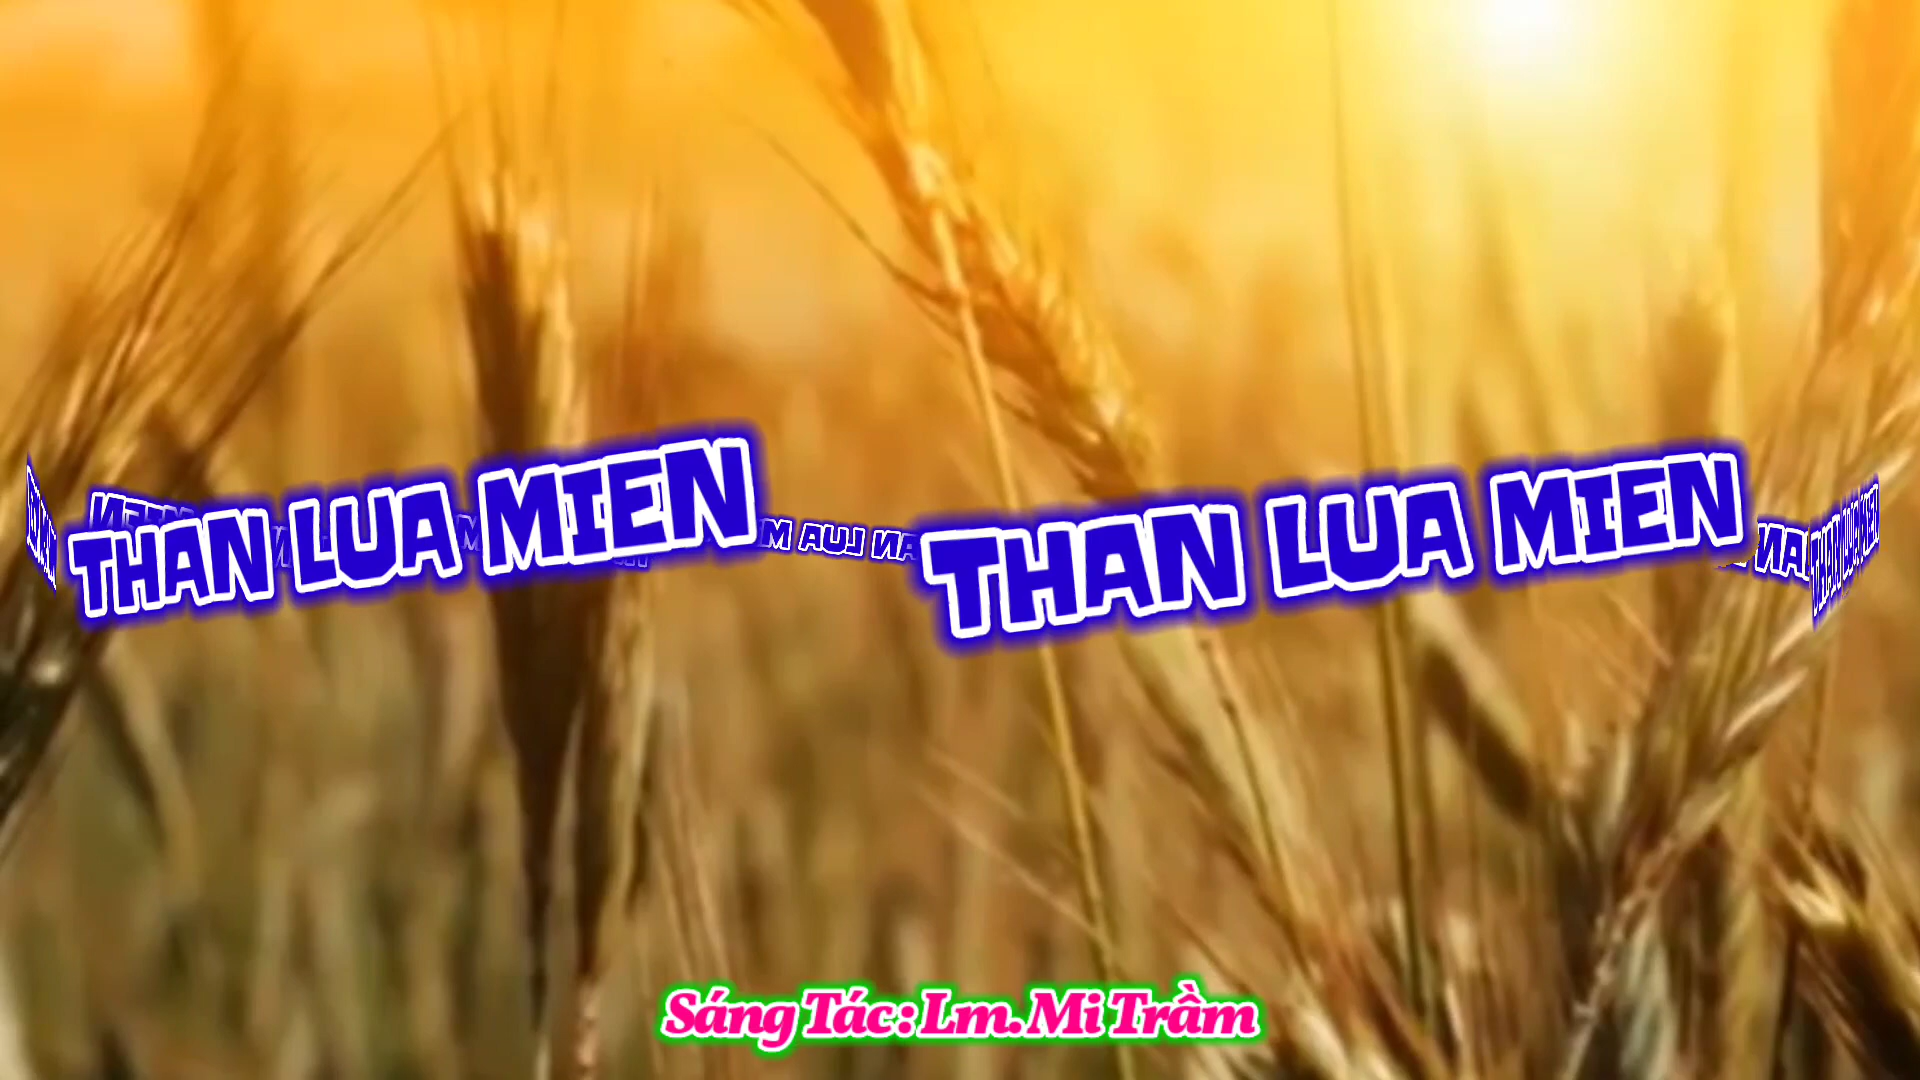 THAN LUA MIEN THAN LUA MIEN
Sáng Tác : Lm. Mi Trầm